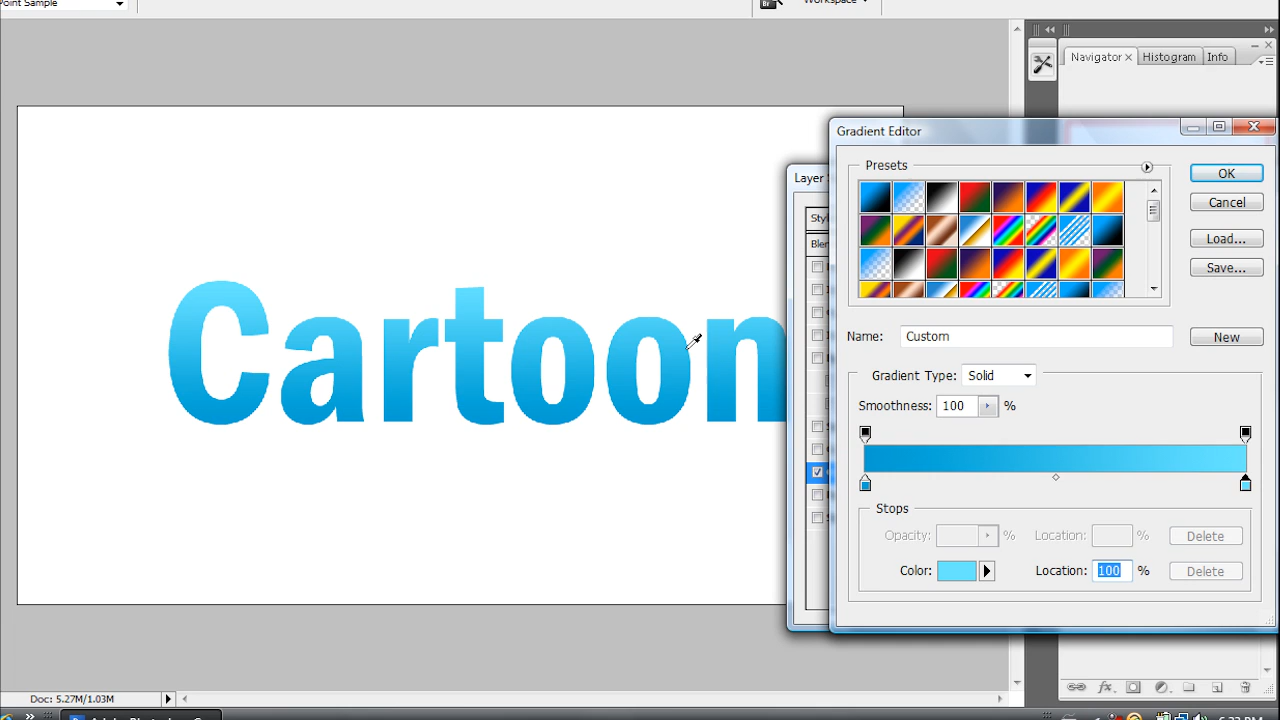 Point Sample
Workspace
Navigator
Histogram
Info
Gradient Editor
Presets
OK
Cancel
Load...
Save...
Layer
Cartoon
Name:
Custom
New
Gradient Type:
Solid
Smoothness:
100
%
Stops
Opacity:
%
Location:
%
Delete
Color:
Location:
100
%
Delete
Doc: 5.27M/1.03M
fx.